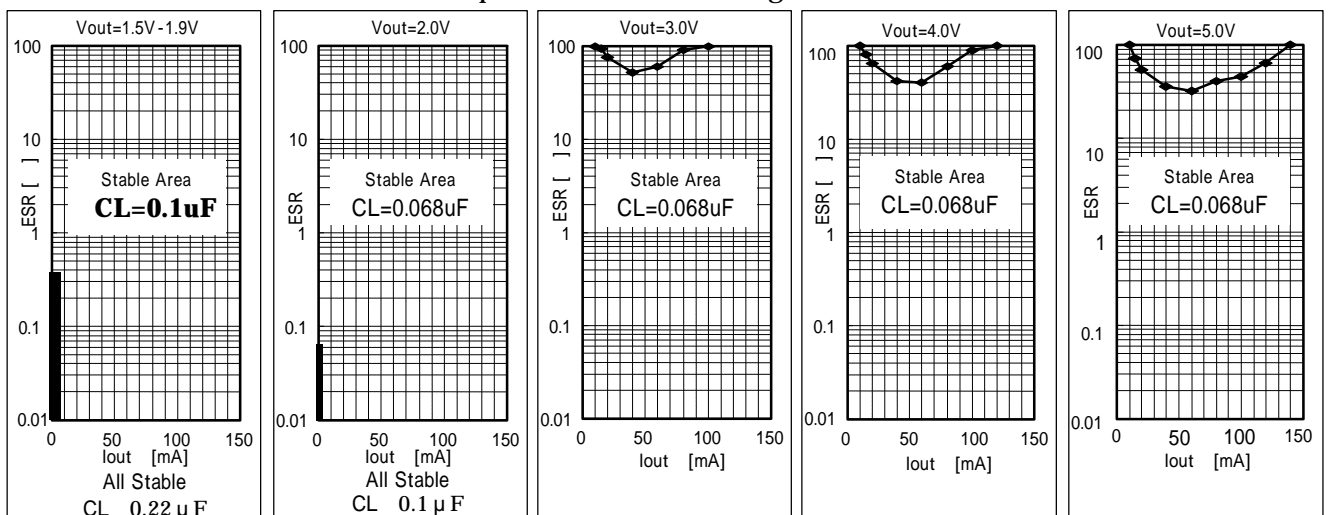 Vout=1.5V-1.9V
100
10
1
0.1
0.01
ESR [ ]
Stable Area
CL=0.1uF
0 50 100 150
Iout [mA]
All Stable
CL 0.22 µ F
Vout=2.0V
100
10
1
0.1
0.01
ESR
Stable Area
CL=0.068uF
0 50 100 150
Iout [mA]
All Stable
CL 0.1 µ F
Vout=3.0V
100
10
1
0.1
0.01
ESR [ ]
Stable Area
CL=0.068uF
0 50 100 150
Iout [mA]
Vout=4.0V
100
10
1
0.1
0.01
ESR [ ]
Stable Area
CL=0.068uF
0 50 100 150
Iout [mA]
Vout=5.0V
100
10
1
0.1
0.01
ESR
Stable Area
CL=0.068uF
0 50 100 150
Iout [mA]